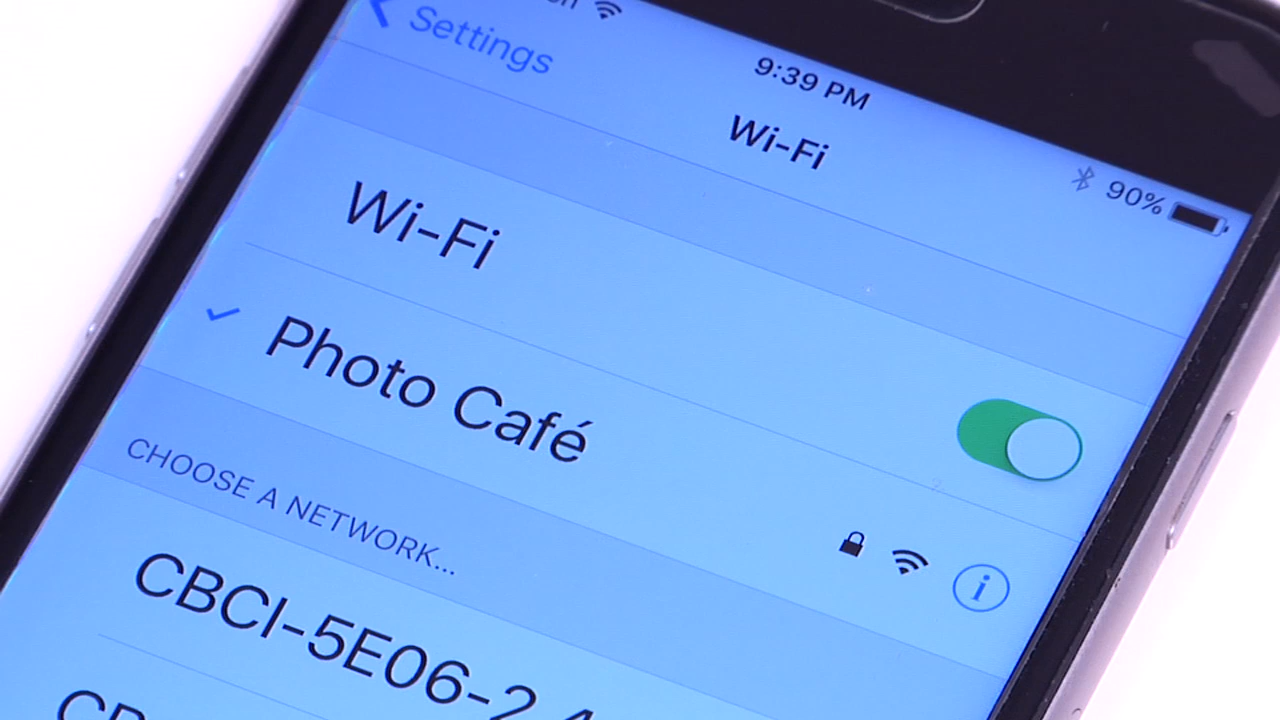 Settings
9:39 PM
90%
Wi-Fi
Wi-Fi
Photo Café
CHOOSE A NETWORK...
CBCI-5E06-2.4